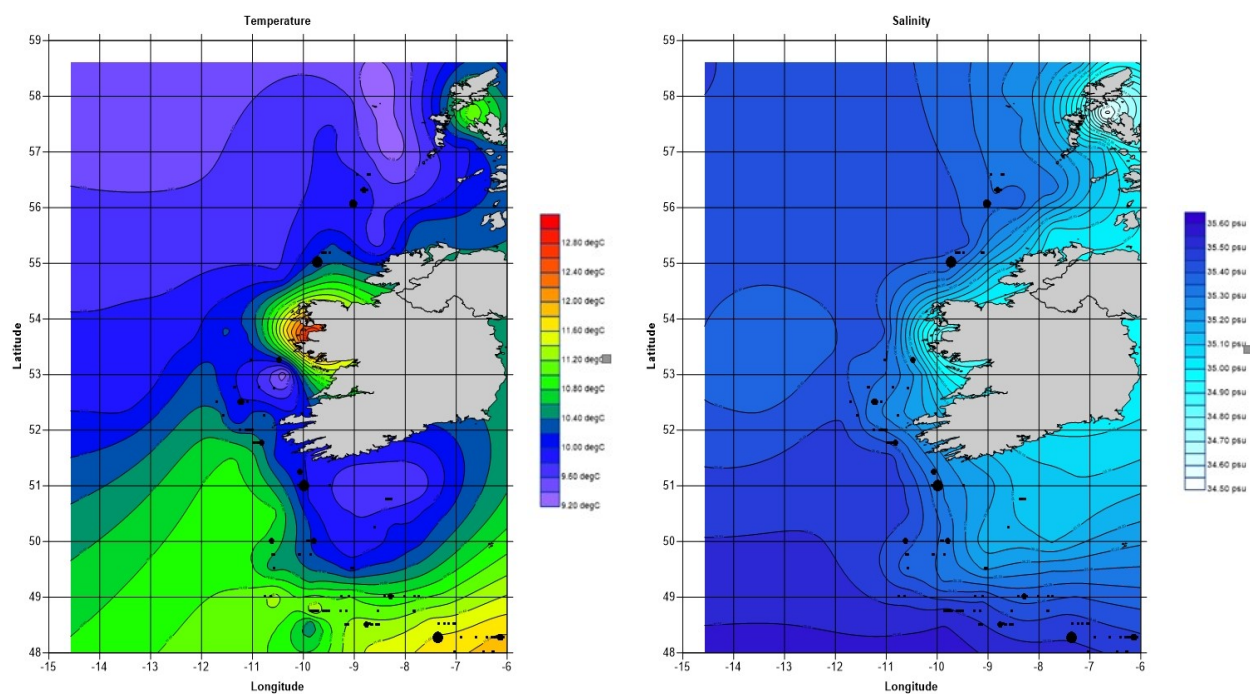 Temperature
59
58
57
56
55
54
53
52
51
50
49
48
Latitude
-15
-14
-13
-12
-11
-10
-9
-8
-7
-6
Longitude
12.80 degC
12.40 degC
12.00 degC
11.60 degC
11.20 degC
10.80 degC
10.40 degC
10.00 degC
9.60 degC
9.20 degC
Salinity
59
58
57
56
55
54
53
52
51
50
49
48
Latitude
-15
-14
-13
-12
-11
-10
-9
-8
-7
-6
Longitude
35.60 psu
35.50 psu
35.40 psu
35.30 psu
35.20 psu
35.10 psu
35.00 psu
34.90 psu
34.80 psu
34.70 psu
34.60 psu
34.50 psu